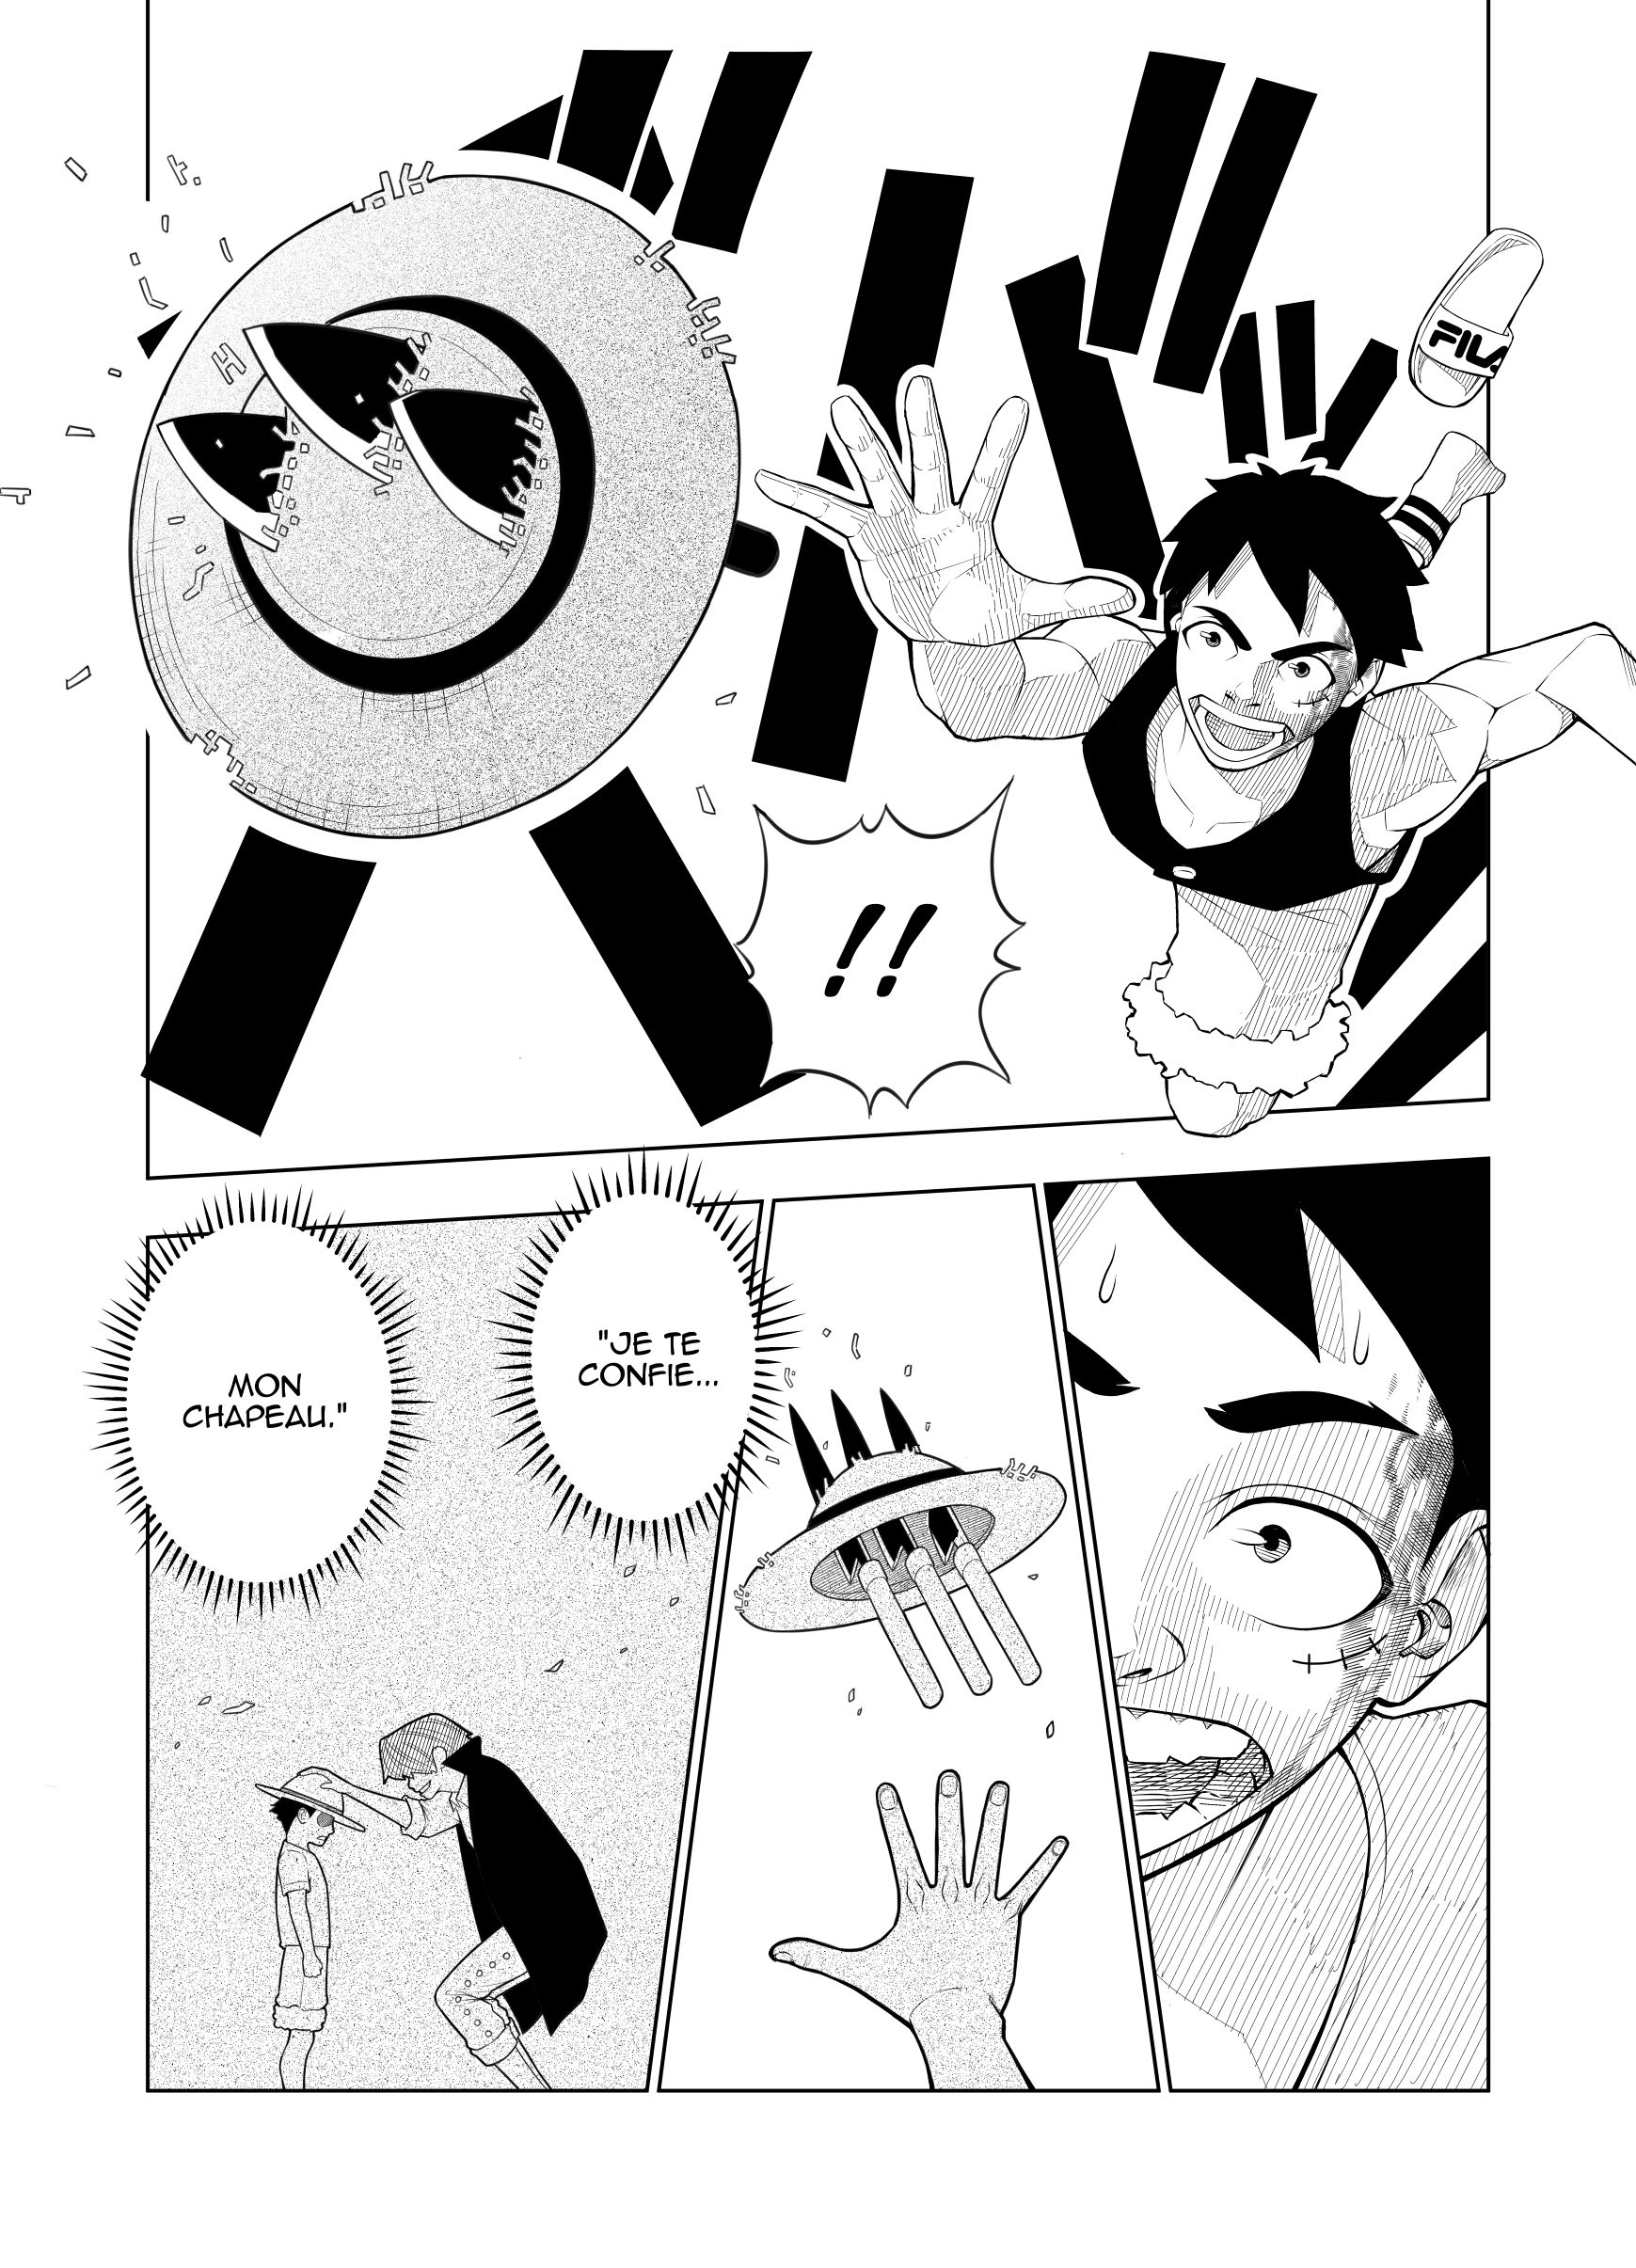 FILA
!!
"JE TE
CONFIE...
MON
CHAPEAU."